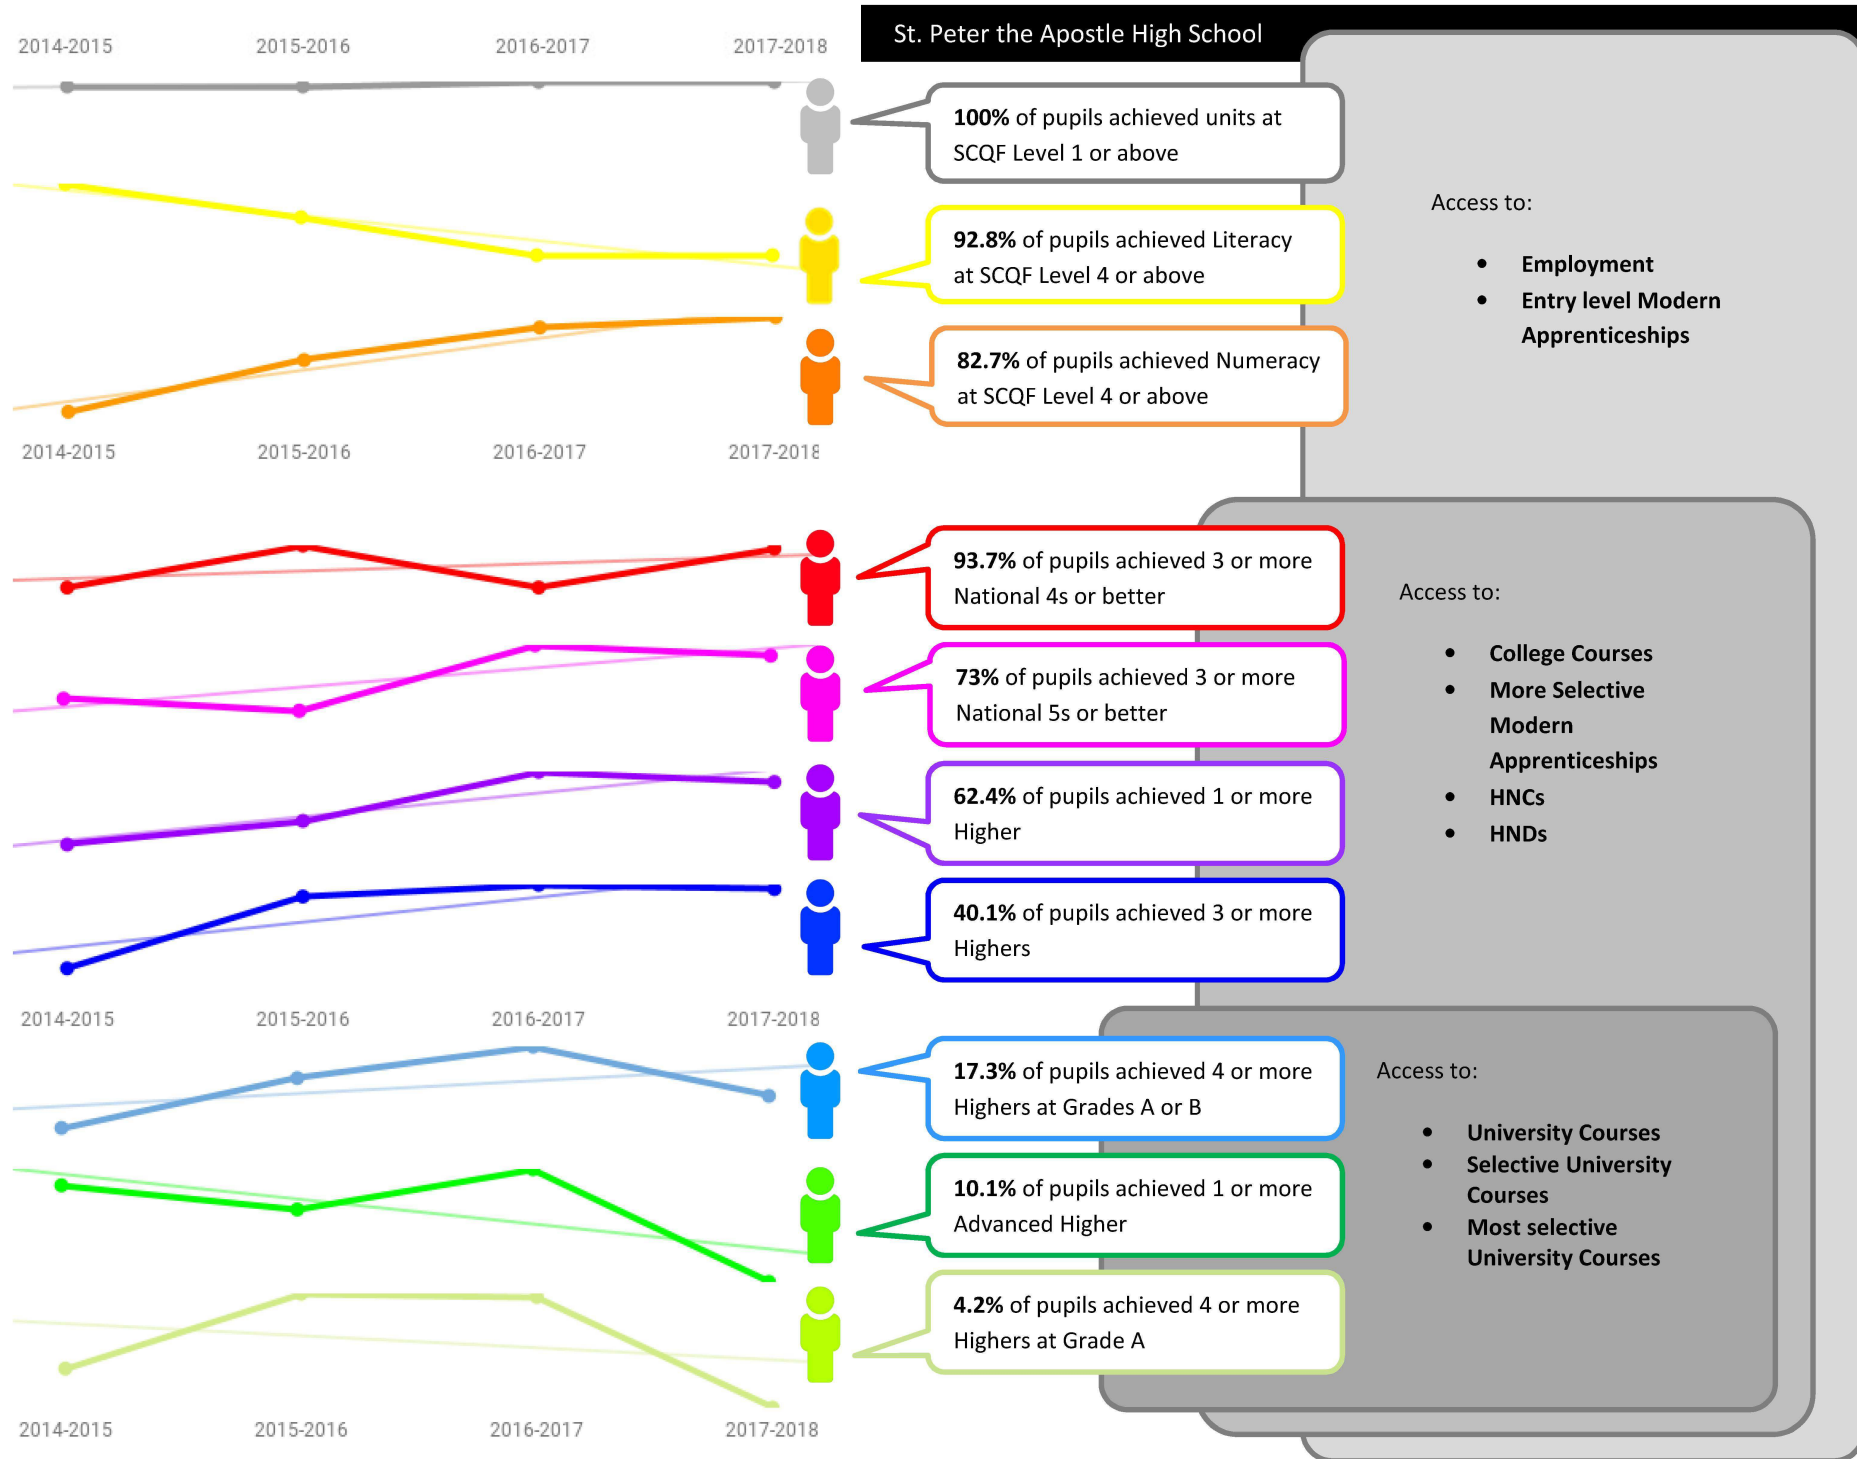 St. Peter the Apostle High School
2014-2015 2015-2016 2016-2017 2017-2018
100% of pupils achieved units at
SCQF Level 1 or above
92.8% of pupils achieved Literacy
at SCQF Level 4 or above
82.7% of pupils achieved Numeracy
at SCQF Level 4 or above
2014-2015 2015-2016 2016-2017 2017-2018
Access to:
• Employment
• Entry level Modern
Apprenticeships
93.7% of pupils achieved 3 or more
National 4s or better
73% of pupils achieved 3 or more
National 5s or better
62.4% of pupils achieved 1 or more
Higher
40.1% of pupils achieved 3 or more
Highers
2014-2015 2015-2016 2016-2017 2017-2018
Access to:
• College Courses
• More Selective
Modern
Apprenticeships
• HNCs
• HNDs
17.3% of pupils achieved 4 or more
Highers at Grades A or B
10.1% of pupils achieved 1 or more
Advanced Higher
4.2% of pupils achieved 4 or more
Highers at Grade A
2014-2015 2015-2016 2016-2017 2017-2018
Access to:
• University Courses
• Selective University
Courses
• Most selective
University Courses